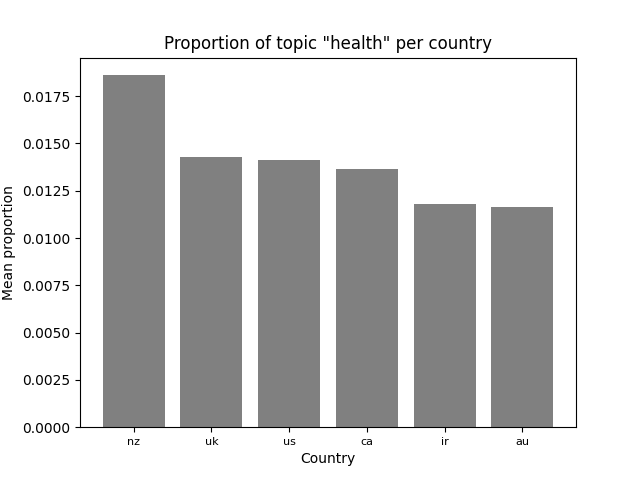 Proportion of topic "health" per country
Mean proportion
0.0175
0.0150
0.0125
0.0100
0.0075
0.0050
0.0025
0.0000
nz uk us ca ir au
Country